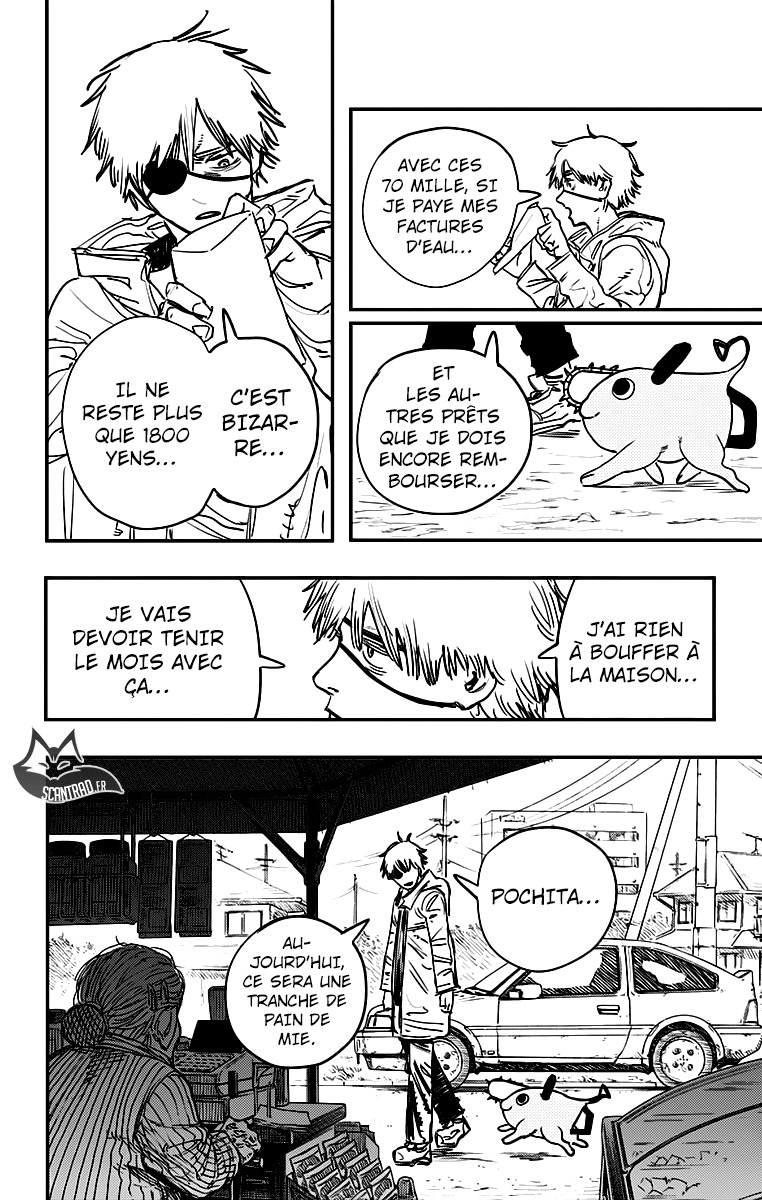 AVEC CES
70 MILLE, SI
JE PAYE MES
FACTURES
D'EAU...
ET
LES AU-
TRES PRÊTS
QUE JE DOIS
ENCORE REM-
BOURSER...
C'EST
BIZAR-
RE...
IL NE
RESTE PLUS
QUE 1800
YENS...
J'AI RIEN
À BOUFFER À
LA MAISON...
JE VAIS
DEVOIR TENIR
LE MOIS AVEC
ÇA...
SCANTRAD.FR
POCHITA...
AU-
JOURD'HUI,
CE SERA UNE
TRANCHE DE
PAIN DE
MIE.